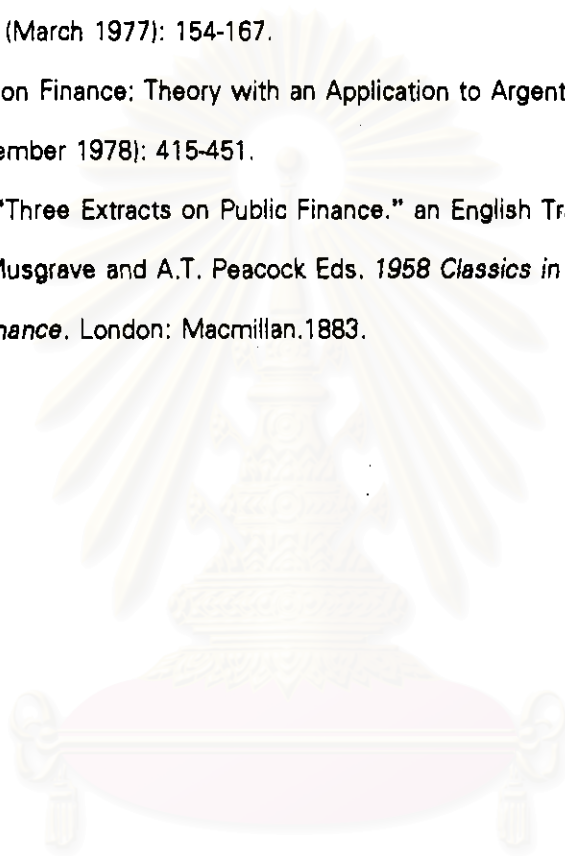 (March 1977): 154-167.
on Finance: Theory with an Application to Argent
ember 1978): 415-451.
"Three Extracts on Public Finance." an English Tr
Musgrave and A.T. Peacock Eds. 1958 Classics in
nance. London: Macmillan.1883.